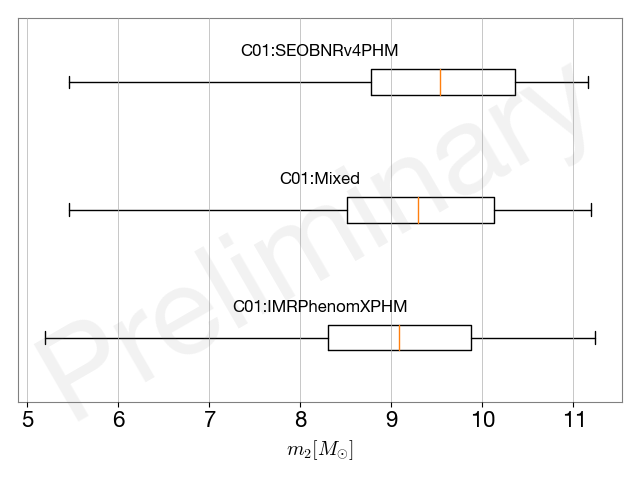 C01:SEOBNRv4PHM
C01:Mixed
C01:IMRPhenomXPHM
Preliminary
5 6 7 8 9 10 11
m₂[M⊙]